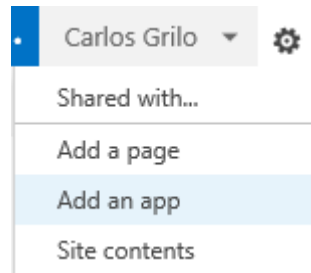 Carlos Grilo
Shared with...
Add a page
Add an app
Site contents